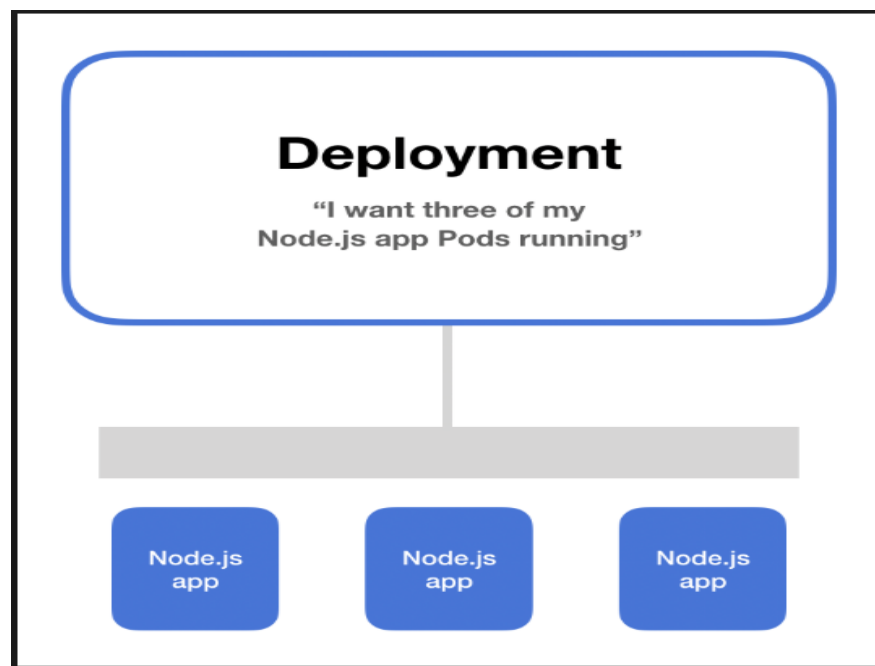 Deployment
“I want three of my
Node.js app Pods running”
Node.js
app
Node.js
app
Node.js
app